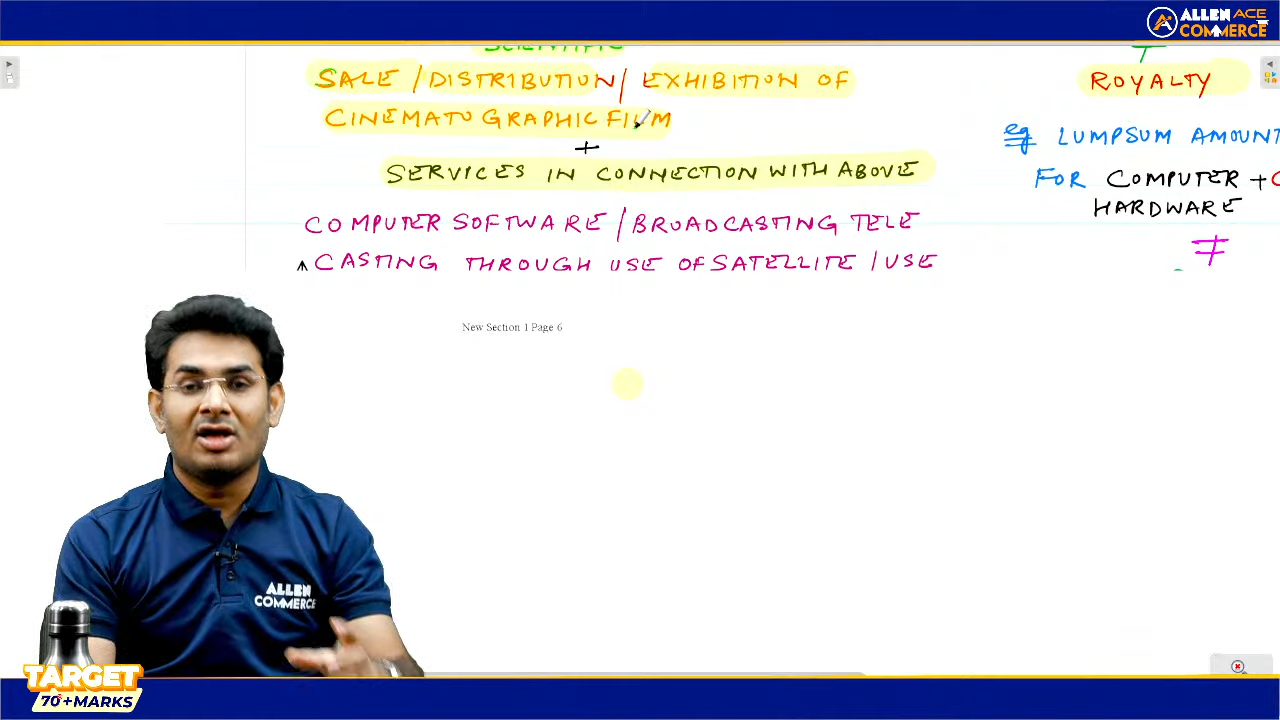 ALLEN ACE
COMMERCE
SCIENTIFIC
SALE / DISTRIBUTION / EXHIBITION OF
CINEMATOGRAPHIC FILM
+
SERVICES IN CONNECTION WITH ABOVE
COMPUTER SOFTWARE / BROADCASTING TELE
CASTING THROUGH USE OF SATELLITE / USE
ROYALTY
eg LUMPSUM AMOUNT
FOR COMPUTER +
HARDWARE
≠
New Section 1 Page 6
ALLEN
COMMERCE
TARGET
70+MARKS